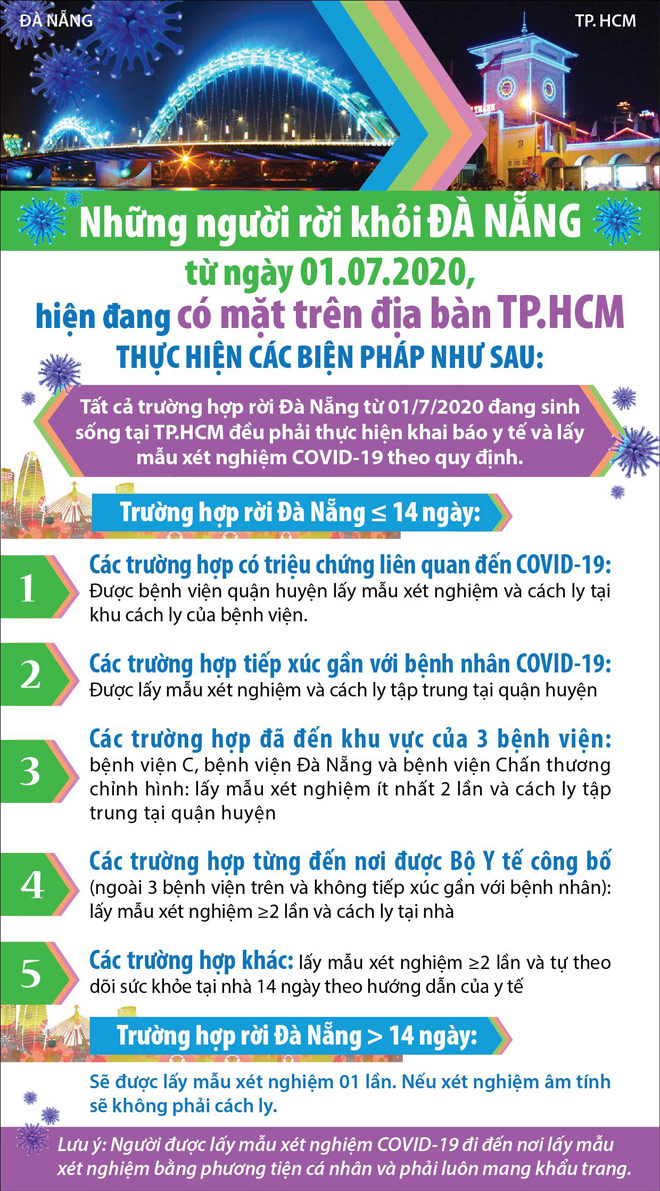 ĐÀ NẴNG
TP. HCM
Những người rời khỏi ĐÀ NẴNG
từ ngày 01.07.2020,
hiện đang có mặt trên địa bàn TP.HCM
THỰC HIỆN CÁC BIỆN PHÁP NHƯ SAU:
Tất cả trường hợp rời Đà Nẵng từ 01/7/2020 đang sinh
sống tại TP.HCM đều phải thực hiện khai báo y tế và lấy
mẫu xét nghiệm COVID-19 theo quy định.
Trường hợp rời Đà Nẵng ≤ 14 ngày:
1
Các trường hợp có triệu chứng liên quan đến COVID-19:
Được bệnh viện quận huyện lấy mẫu xét nghiệm và cách ly tại
khu cách ly của bệnh viện.
2
Các trường hợp tiếp xúc gần với bệnh nhân COVID-19:
Được lấy mẫu xét nghiệm và cách ly tập trung tại quận huyện
3
Các trường hợp đã đến khu vực của 3 bệnh viện:
bệnh viện C, bệnh viện Đà Nẵng và bệnh viện Chấn thương
chỉnh hình: lấy mẫu xét nghiệm ít nhất 2 lần và cách ly tập
trung tại quận huyện
4
Các trường hợp từng đến nơi được Bộ Y tế công bố
(ngoài 3 bệnh viện trên và không tiếp xúc gần với bệnh nhân):
lấy mẫu xét nghiệm ≥2 lần và cách ly tại nhà
5
Các trường hợp khác: lấy mẫu xét nghiệm ≥2 lần và tự theo
dõi sức khỏe tại nhà 14 ngày theo hướng dẫn của y tế
Trường hợp rời Đà Nẵng > 14 ngày:
Sẽ được lấy mẫu xét nghiệm 01 lần. Nếu xét nghiệm âm tính
sẽ không phải cách ly.
Lưu ý: Người được lấy mẫu xét nghiệm COVID-19 đi đến nơi lấy mẫu
xét nghiệm bằng phương tiện cá nhân và phải luôn mang khẩu trang.